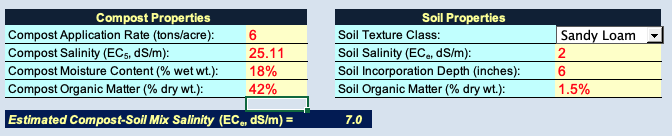 Compost Properties
Compost Application Rate (tons/acre): 6
Compost Salinity (EC5, dS/m): 25.11
Compost Moisture Content (% wet wt.): 18%
Compost Organic Matter (% dry wt.): 42%
Soil Properties
Soil Texture Class: Sandy Loam
Soil Salinity (ECe, dS/m): 2
Soil Incorporation Depth (inches): 6
Soil Organic Matter (% dry wt.): 1.5%
Estimated Compost-Soil Mix Salinity (ECe, dS/m) = 7.0